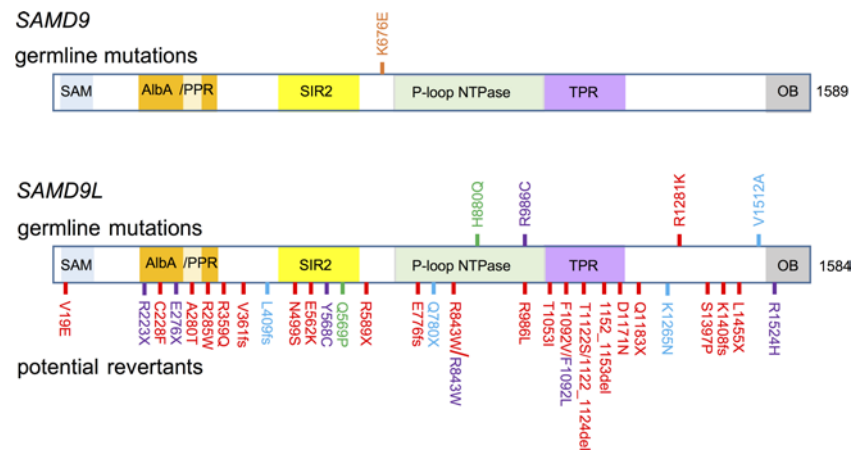 SAMD9
germline mutations
K676E
SAM AlbA /PPR SIR2 P-loop NTPase TPR OB 1589
SAMD9L
germline mutations
H880Q R986C R1281K V1512A
SAM AlbA /PPR SIR2 P-loop NTPase TPR OB 1584
V19E R223X C228F E276X A280T R285W R359Q V361fs L409fs N499S E562K Y568C Q569P R589X E776fs Q780X R843W/R843W R986L T1053I F1092V/F1092L T1122S/1122_1124del 1152_1153del D1171N Q1183X K1265N S1397P K1408fs L1455X R1524H
potential revertants